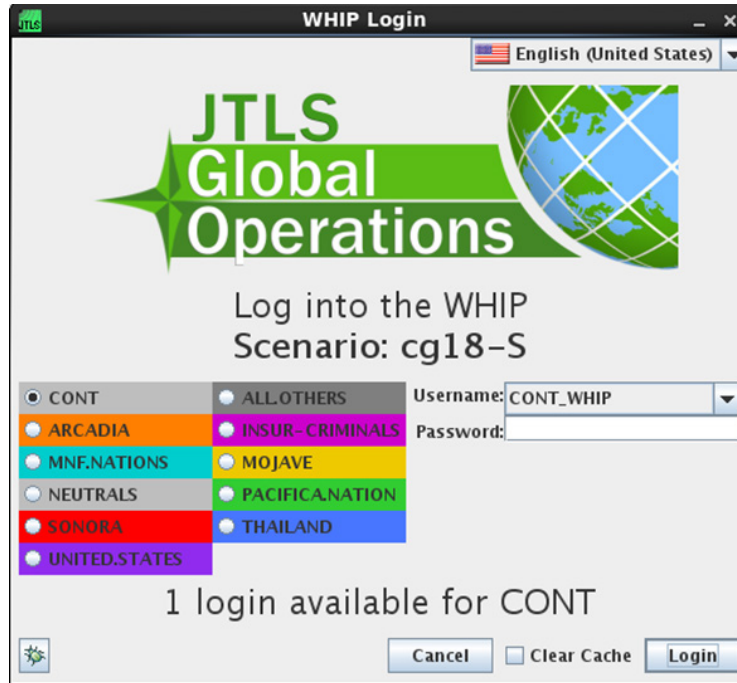 JTLS
WHIP Login
English (United States)
JTLS
Global
Operations
Log into the WHIP
Scenario: cg18-S
CONT
ALL.OTHERS
Username:
CONT_WHIP
ARCADIA
INSUR-CRIMINALS
Password:
MNF.NATIONS
MOJAVE
NEUTRALS
PACIFICA.NATION
SONORA
THAILAND
UNITED.STATES
1 login available for CONT
Cancel
Clear Cache
Login